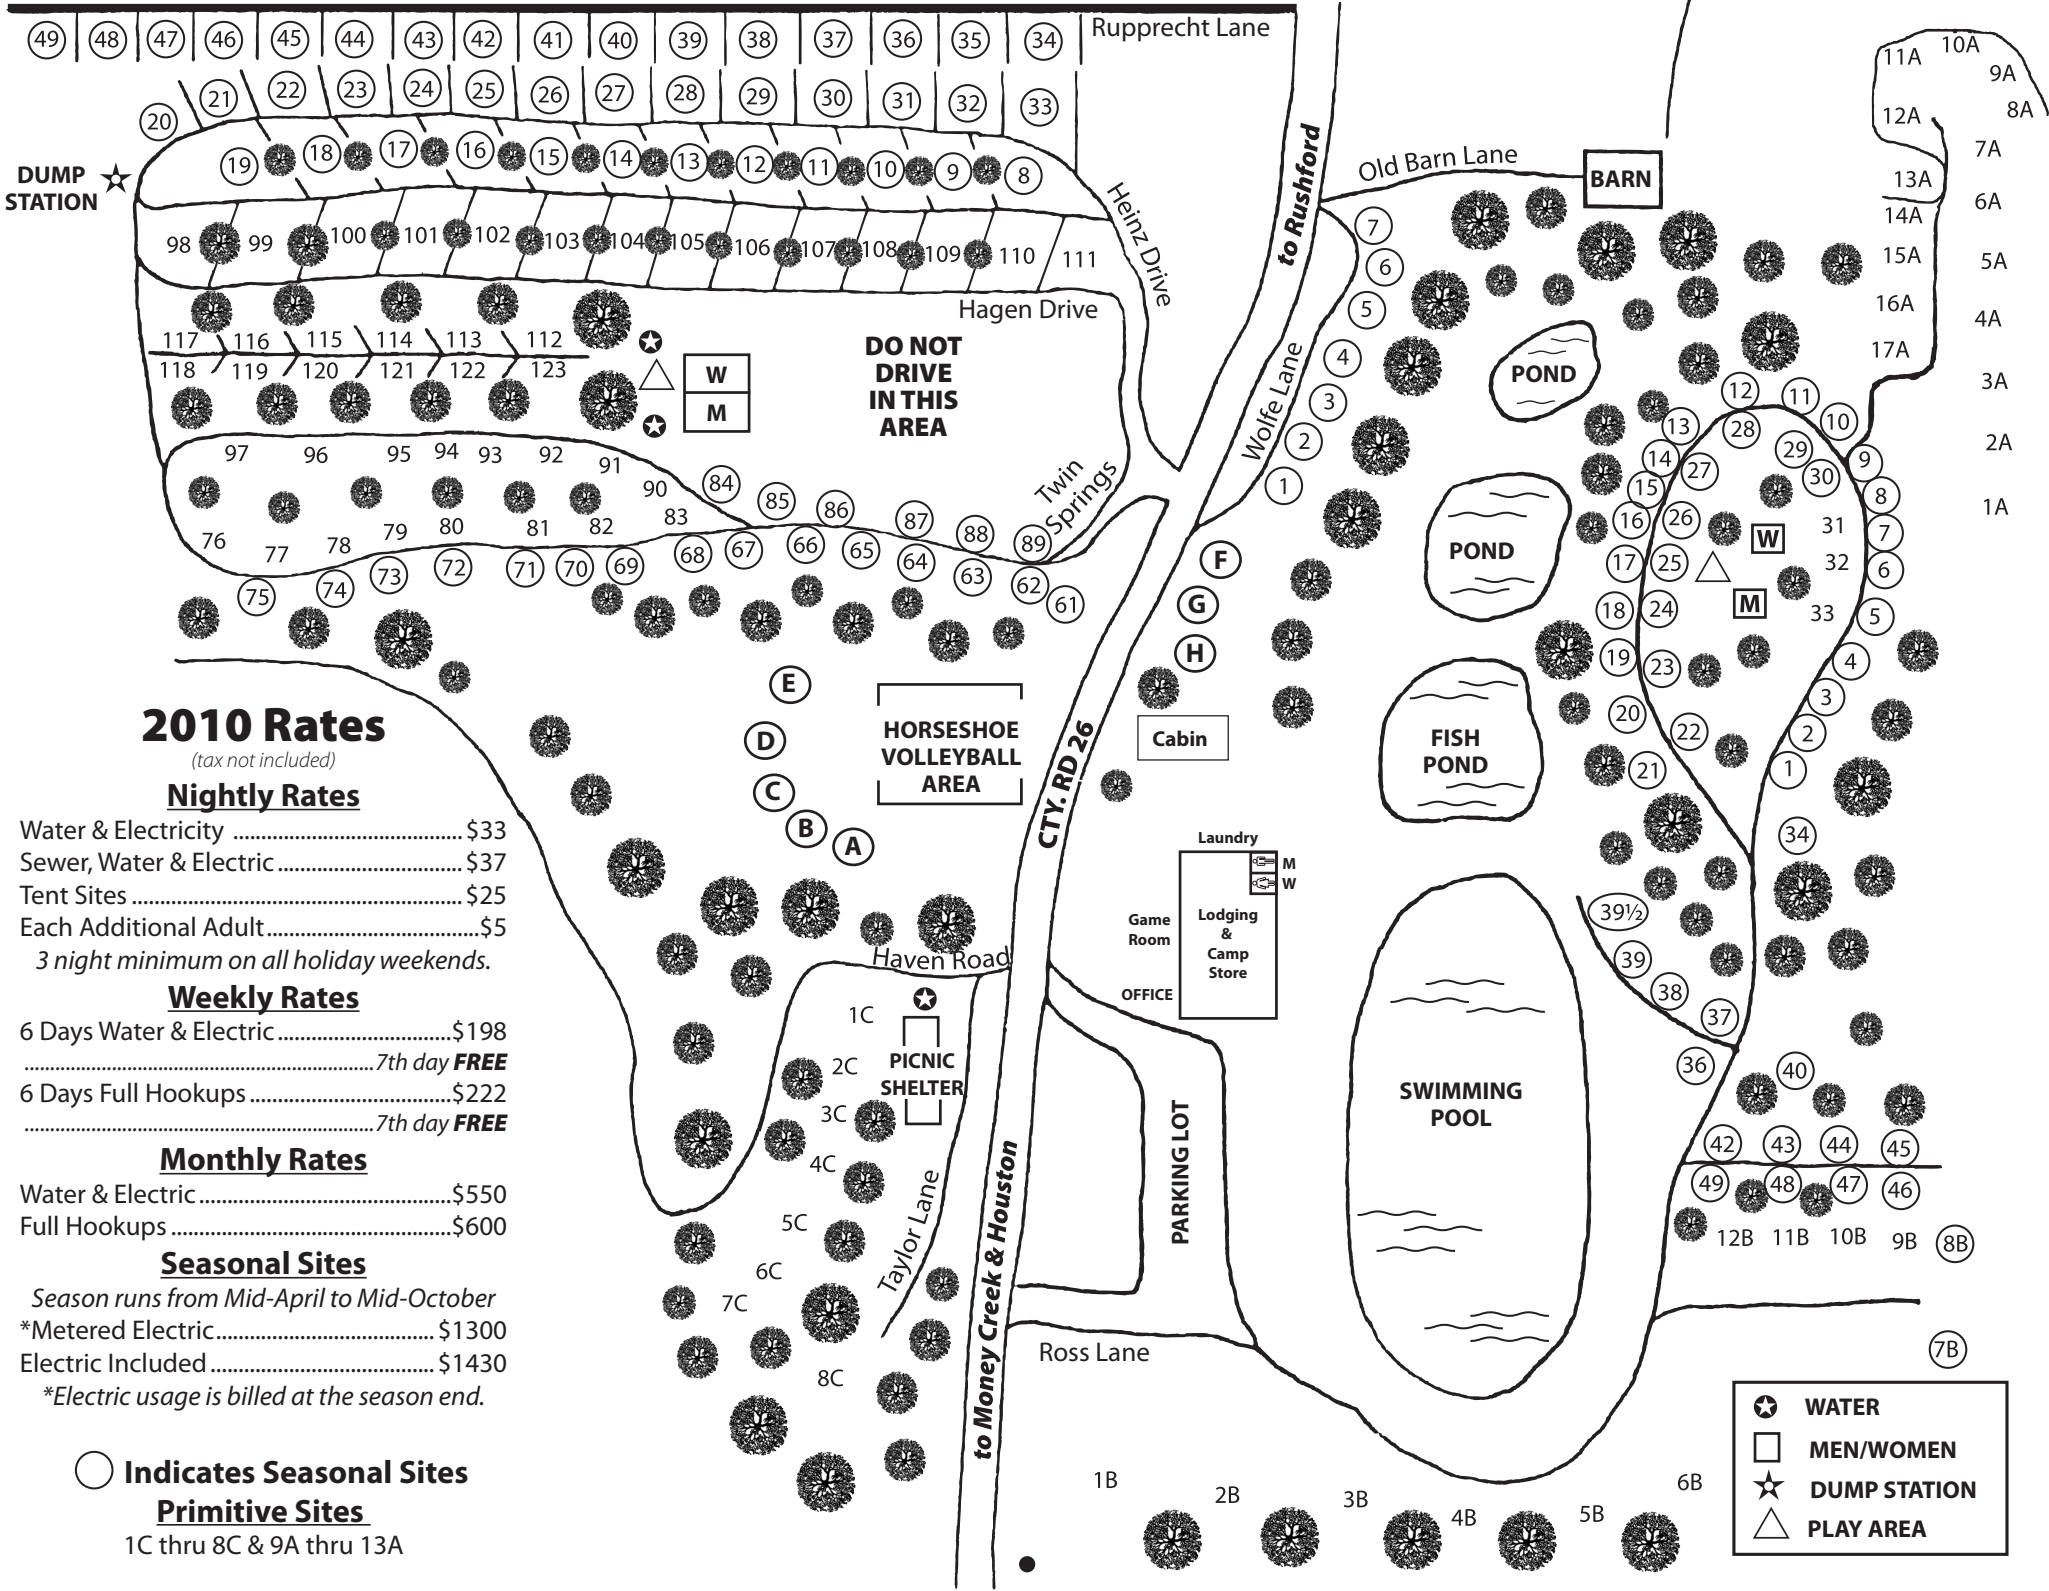 Rupprecht Lane
49 48 47 46 45 44 43 42 41 40 39 38 37 36 35 34
20 21 22 23 24 25 26 27 28 29 30 31 32 33
19 18 17 16 15 14 13 12 11 10 9 8
DUMP
STATION
98 99 100 101 102 103 104 105 106 107 108 109 110 111
Heinz Drive
Hagen Drive
117 116 115 114 113 112
118 119 120 121 122 123
W
M
DO NOT
DRIVE
IN THIS
AREA
97 96 95 94 93 92 91 90
84 85 86 87 88 89
76 77 78 79 80 81 82 83
75 74 73 72 71 70 69 68 67 66 65 64 63 62 61
Twin
Springs
to Rushford
Old Barn Lane
BARN
7
6
5
4
3
2
1
Wolfe Lane
F
G
H
Cabin
POND
POND
FISH
POND
11A 10A 9A 8A
12A 7A
13A 6A
14A
15A 5A
16A 4A
17A 3A
2A
1A
12 11 10 9 8 7 6 5 4 3 2 1
13 14 15 16 17 18 19 20 21
28 29 30 31 32 33
27 26 25 24 23 22
W
M
34
39½
39
38
37
36
40
42 43 44 45
49 48 47 46
12B 11B 10B 9B 8B
7B
E
D
C
B
A
HORSESHOE
VOLLEYBALL
AREA
CTY. RD 26
Laundry
M
W
Game
Room
Lodging
&
Camp
Store
OFFICE
Haven Road
PICNIC
SHELTER
1C
2C
3C
4C
5C
6C
7C
8C
Taylor Lane
to Money Creek & Houston
PARKING LOT
SWIMMING
POOL
Ross Lane
1B 2B 3B 4B 5B 6B
2010 Rates
(tax not included)
Nightly Rates
Water & Electricity ..................................... $33
Sewer, Water & Electric ............................. $37
Tent Sites .................................................... $25
Each Additional Adult ................................. $5
3 night minimum on all holiday weekends.
Weekly Rates
6 Days Water & Electric ............................ $198
........................................................ 7th day FREE
6 Days Full Hookups ................................. $222
........................................................ 7th day FREE
Monthly Rates
Water & Electric ......................................... $550
Full Hookups ............................................. $600
Seasonal Sites
Season runs from Mid-April to Mid-October
*Metered Electric ................................... $1300
Electric Included .................................... $1430
*Electric usage is billed at the season end.
Indicates Seasonal Sites
Primitive Sites
1C thru 8C & 9A thru 13A
WATER
MEN/WOMEN
DUMP STATION
PLAY AREA